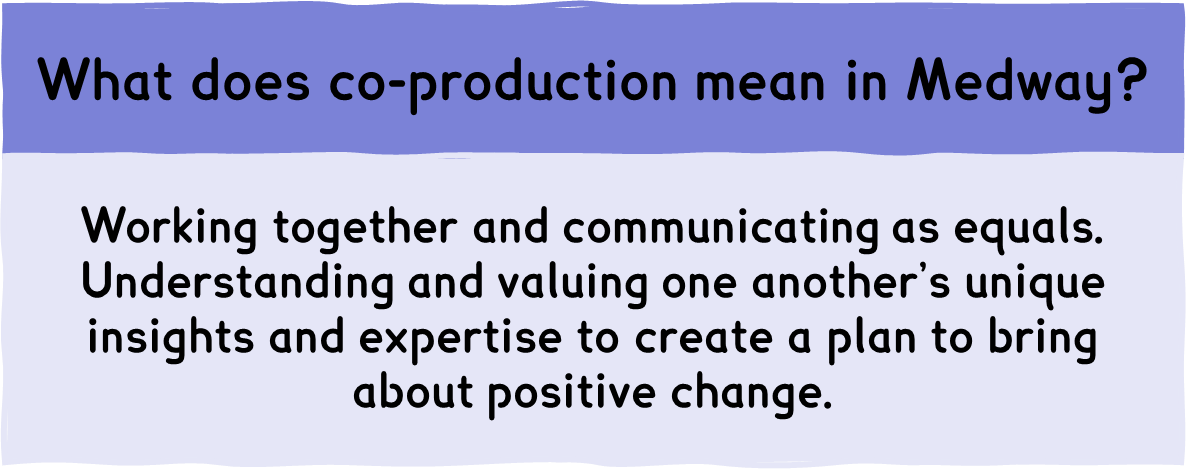 What does co-production mean in Medway?
Working together and communicating as equals.
Understanding and valuing one another's unique
insights and expertise to create a plan to bring
about positive change.